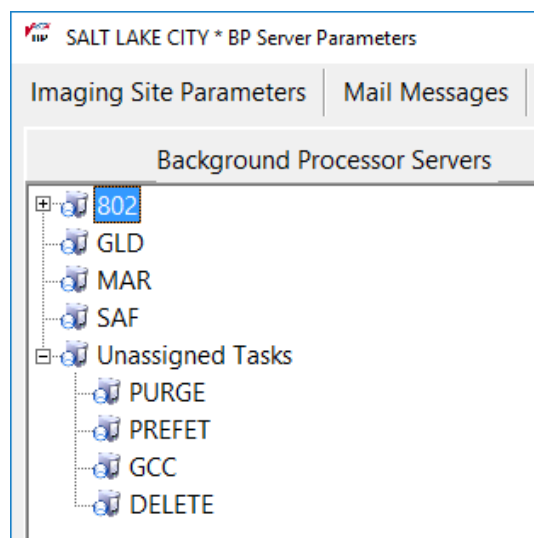 SALT LAKE CITY * BP Server Parameters
Imaging Site Parameters Mail Messages
Background Processor Servers
802
GLD
MAR
SAF
Unassigned Tasks
PURGE
PREFET
GCC
DELETE